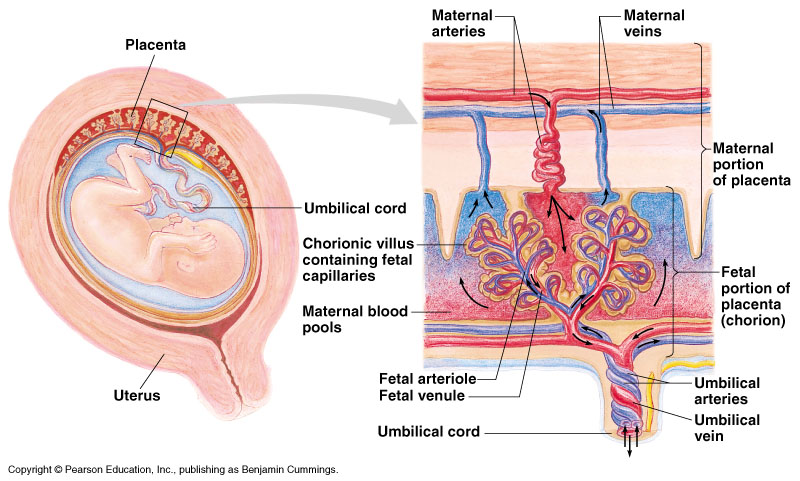 Placenta
Umbilical cord
Chorionic villus
containing fetal
capillaries
Maternal blood
pools
Uterus
Maternal
arteries
Maternal
veins
Maternal
portion
of placenta
Fetal
portion of
placenta
(chorion)
Fetal arteriole
Fetal venule
Umbilical cord
Umbilical
arteries
Umbilical
vein
Copyright © Pearson Education, Inc., publishing as Benjamin Cummings.